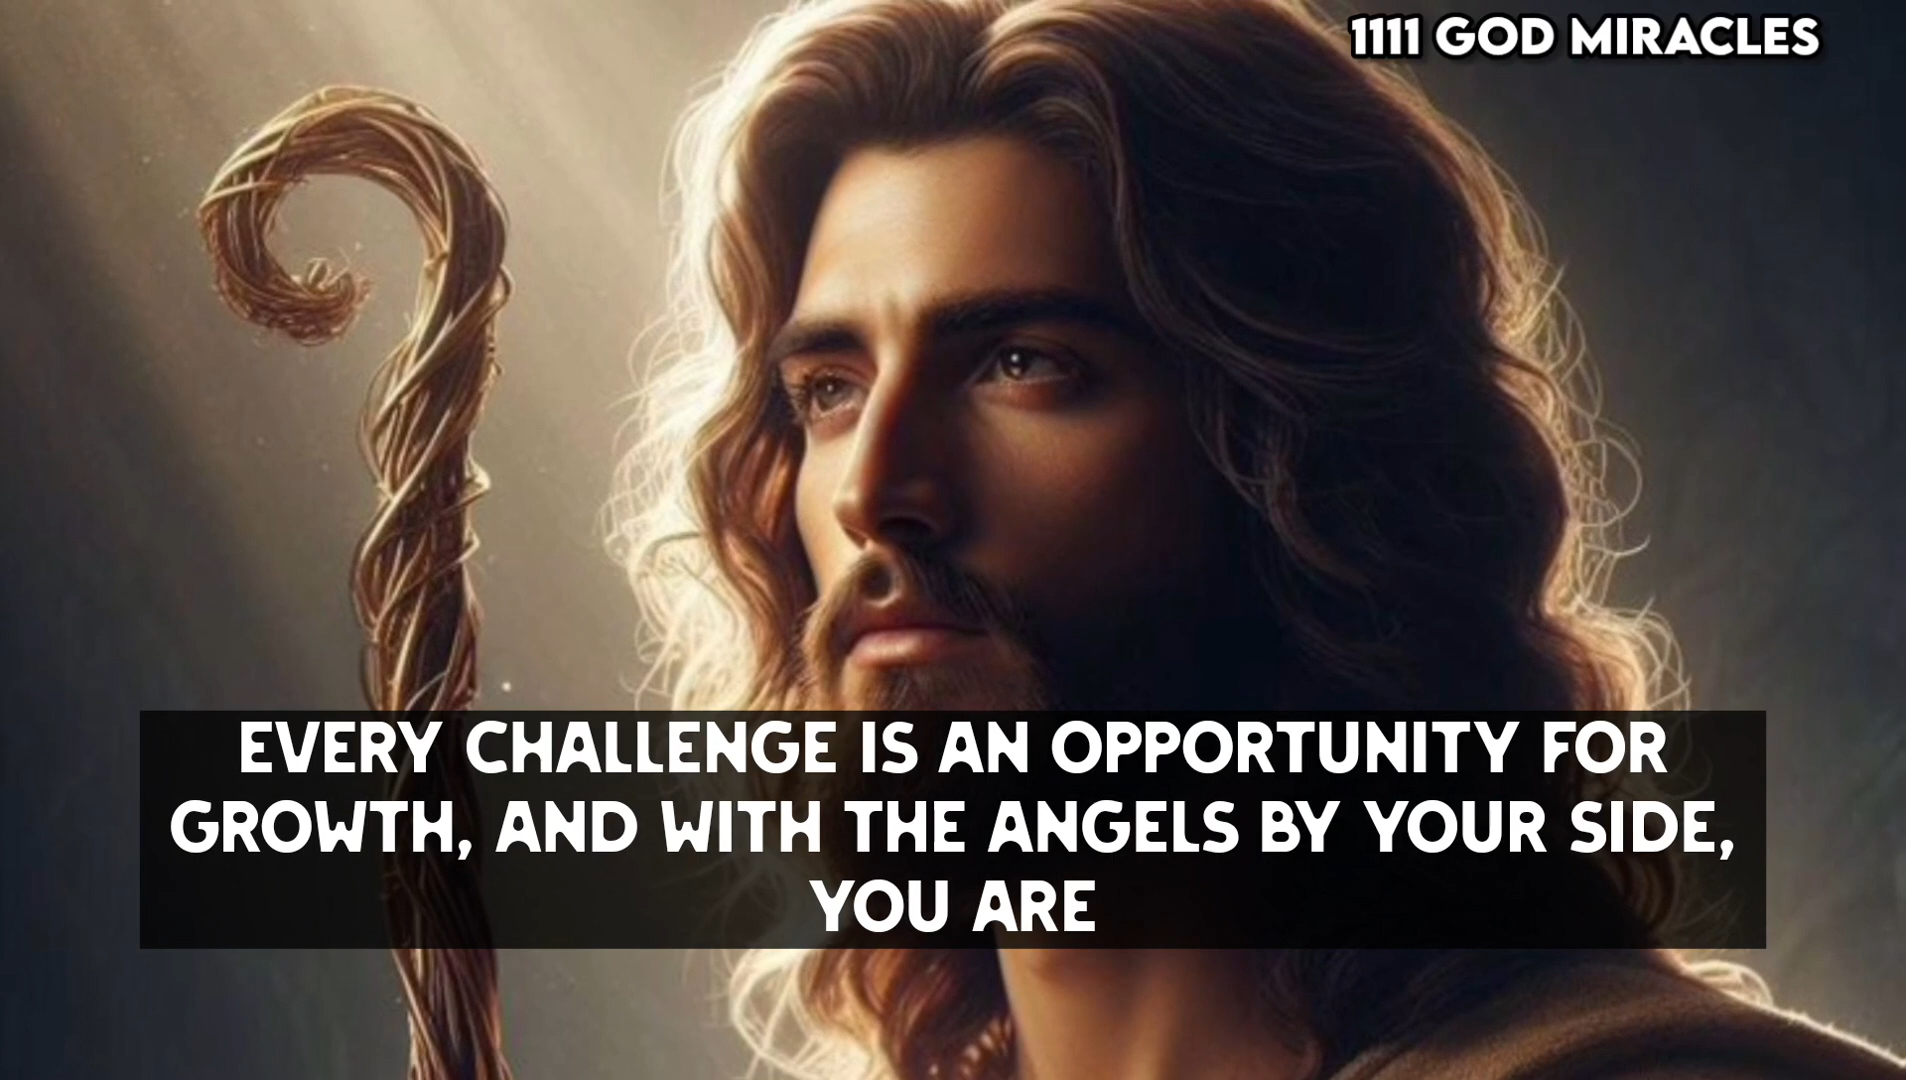 1111 GOD MIRACLES
EVERY CHALLENGE IS AN OPPORTUNITY FOR
GROWTH, AND WITH THE ANGELS BY YOUR SIDE,
YOU ARE